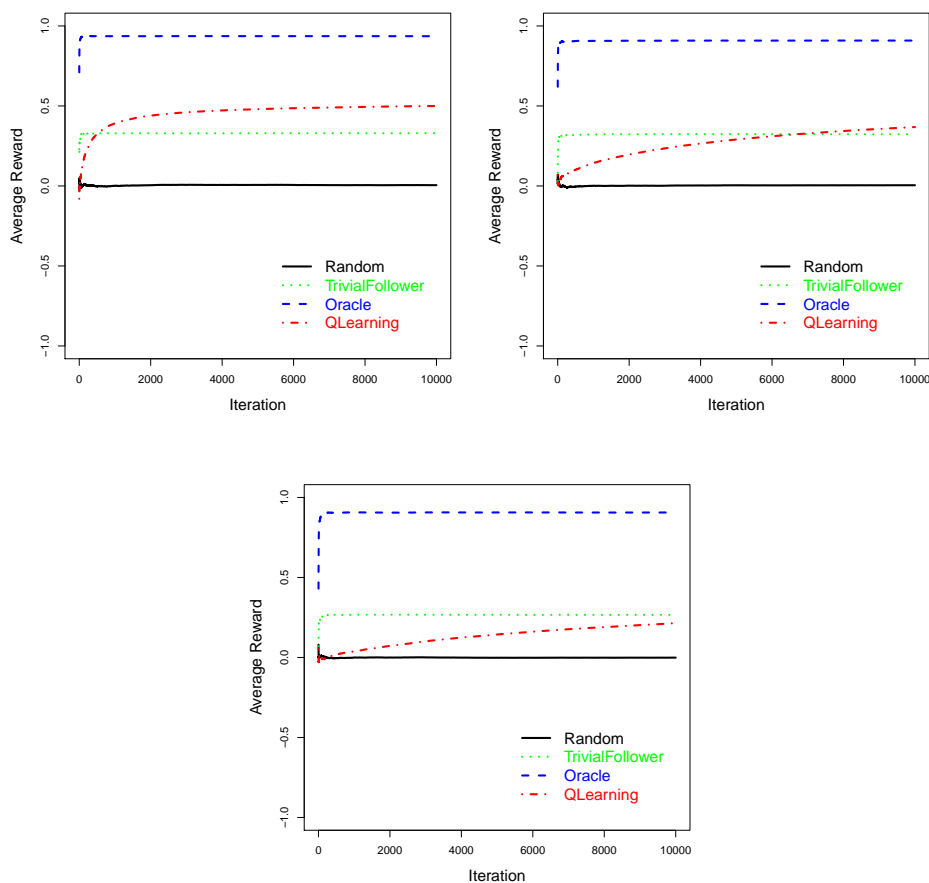 1.0
0.5
0.0
−0.5
−1.0
Average Reward
Random
TrivialFollower
Oracle
QLearning
0 2000 4000 6000 8000 10000
Iteration
1.0
0.5
0.0
−0.5
−1.0
Average Reward
Random
TrivialFollower
Oracle
QLearning
0 2000 4000 6000 8000 10000
Iteration
1.0
0.5
0.0
−0.5
−1.0
Average Reward
Random
TrivialFollower
Oracle
QLearning
0 2000 4000 6000 8000 10000
Iteration